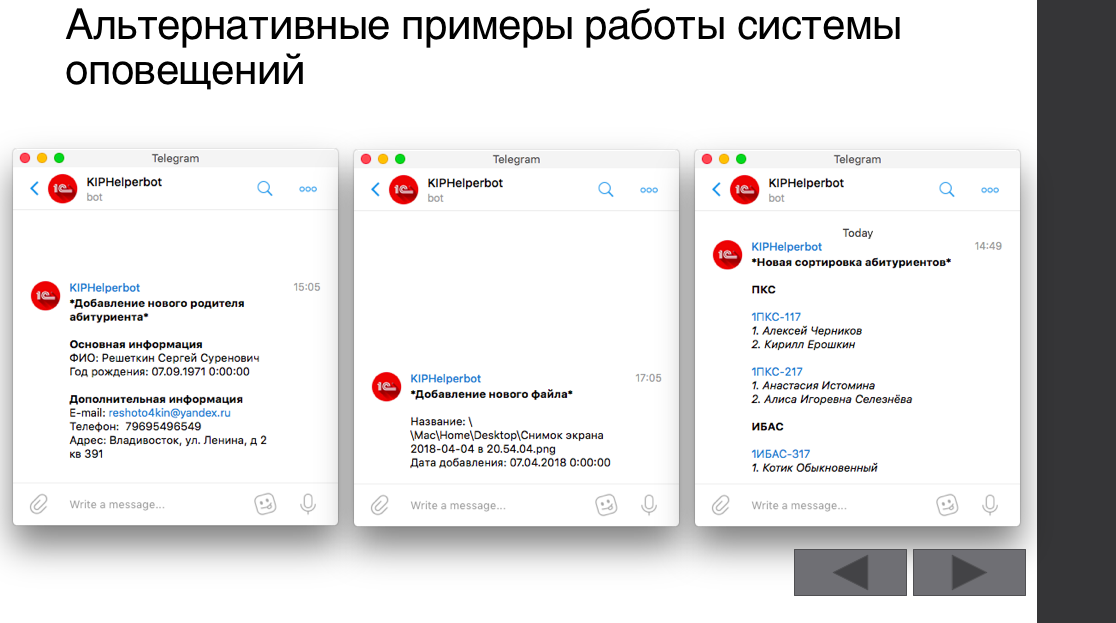 Альтернативные примеры работы системы
оповещений
Telegram
1С
KIPHelperbot
bot
1С
KIPHelperbot
15:05
*Добавление нового родителя
абитуриента*
Основная информация
ФИО: Решеткин Сергей Суренович
Год рождения: 07.09.1971 0:00:00
Дополнительная информация
E-mail: reshoto4kin@yandex.ru
Телефон: 79695496549
Адрес: Владивосток, ул. Ленина, д 2
кв 391
Write a message...
Telegram
1С
KIPHelperbot
bot
1С
KIPHelperbot
17:05
*Добавление нового файла*
Название: \
\Mac\Home\Desktop\Снимок экрана
2018-04-04 в 20.54.04.png
Дата добавления: 07.04.2018 0:00:00
Write a message...
Telegram
1С
KIPHelperbot
bot
Today
1С
KIPHelperbot
14:49
*Новая сортировка абитуриентов*
ПКС
1ПКС-117
1. Алексей Черников
2. Кирилл Ерошкин
1ПКС-217
1. Анастасия Истомина
2. Алиса Игоревна Селезнёва
ИБАС
1ИБАС-317
1. Котик Обыкновенный
Write a message...